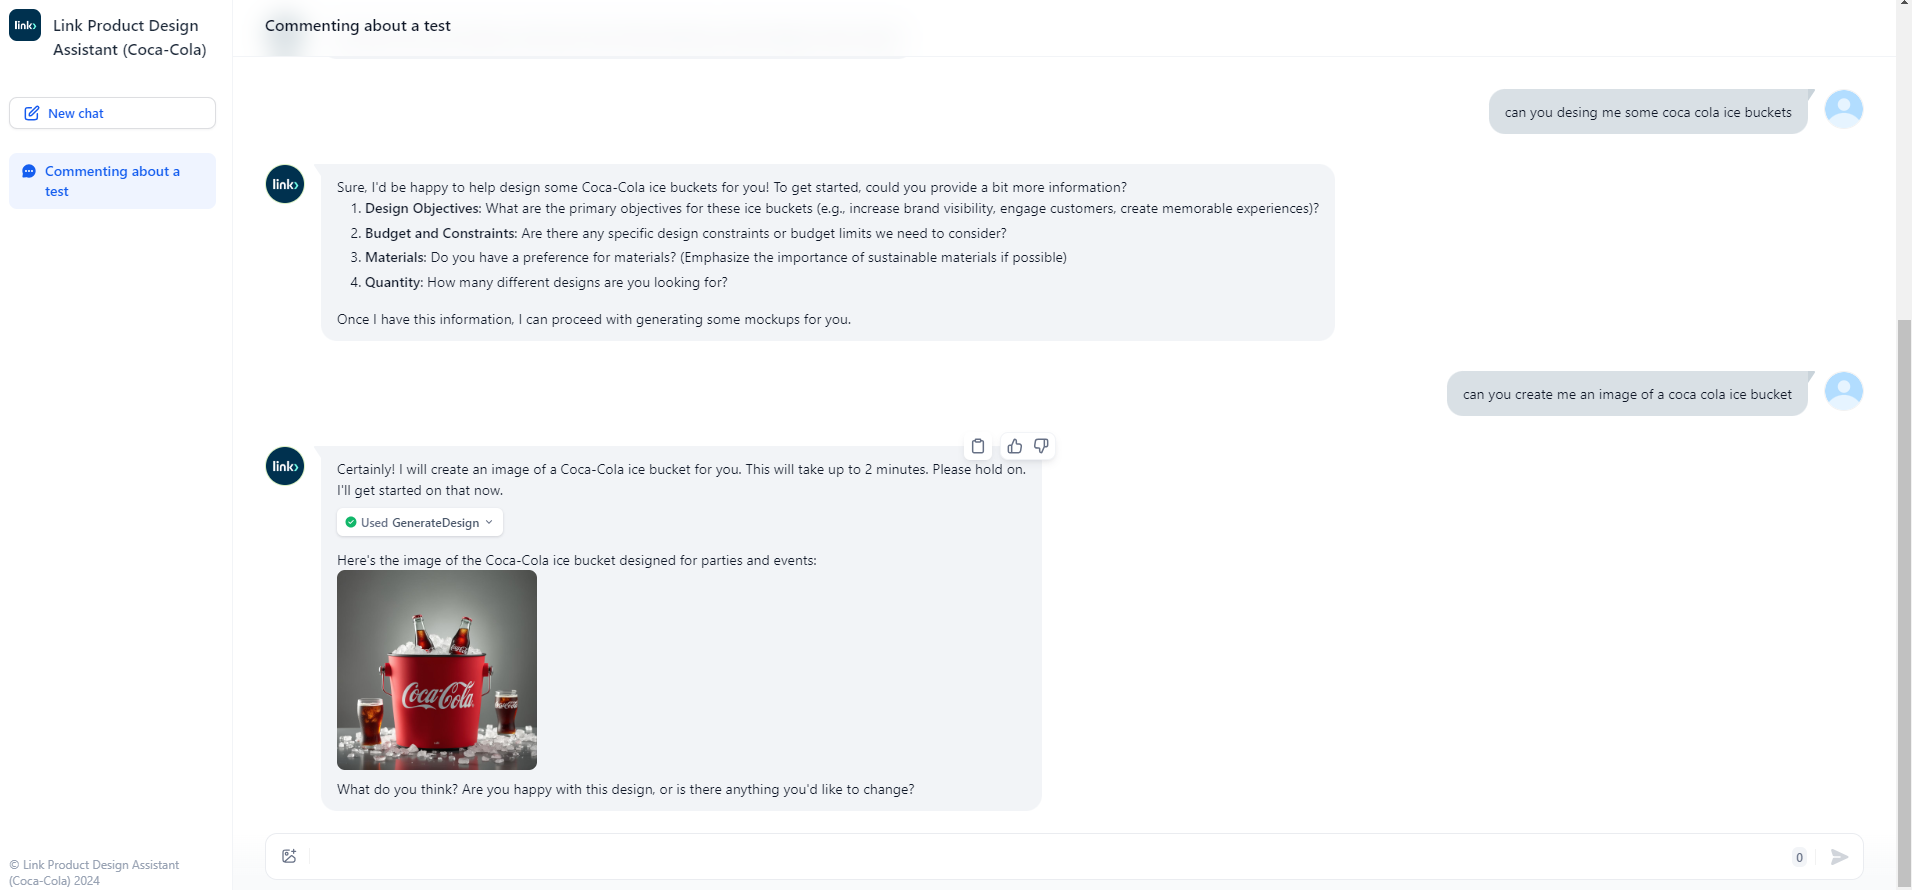 link›
Link Product Design
Assistant (Coca-Cola)
New chat
Commenting about a
test
© Link Product Design Assistant
(Coca-Cola) 2024
Commenting about a test
can you desing me some coca cola ice buckets
link›
Sure, I'd be happy to help design some Coca-Cola ice buckets for you! To get started, could you provide a bit more information?
1. Design Objectives: What are the primary objectives for these ice buckets (e.g., increase brand visibility, engage customers, create memorable experiences)?
2. Budget and Constraints: Are there any specific design constraints or budget limits we need to consider?
3. Materials: Do you have a preference for materials? (Emphasize the importance of sustainable materials if possible)
4. Quantity: How many different designs are you looking for?
Once I have this information, I can proceed with generating some mockups for you.
can you create me an image of a coca cola ice bucket
link›
Certainly! I will create an image of a Coca-Cola ice bucket for you. This will take up to 2 minutes. Please hold on.
I'll get started on that now.
Used GenerateDesign
Here's the image of the Coca-Cola ice bucket designed for parties and events:
Coca-Cola
What do you think? Are you happy with this design, or is there anything you'd like to change?
0